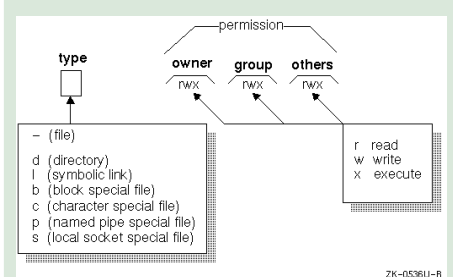 permission
type
owner group others
rwx rwx rwx
– (file)
d (directory)
l (symbolic link)
b (block special file)
c (character special file)
p (named pipe special file)
s (local socket special file)
r read
w write
x execute
ZK-0536U-R